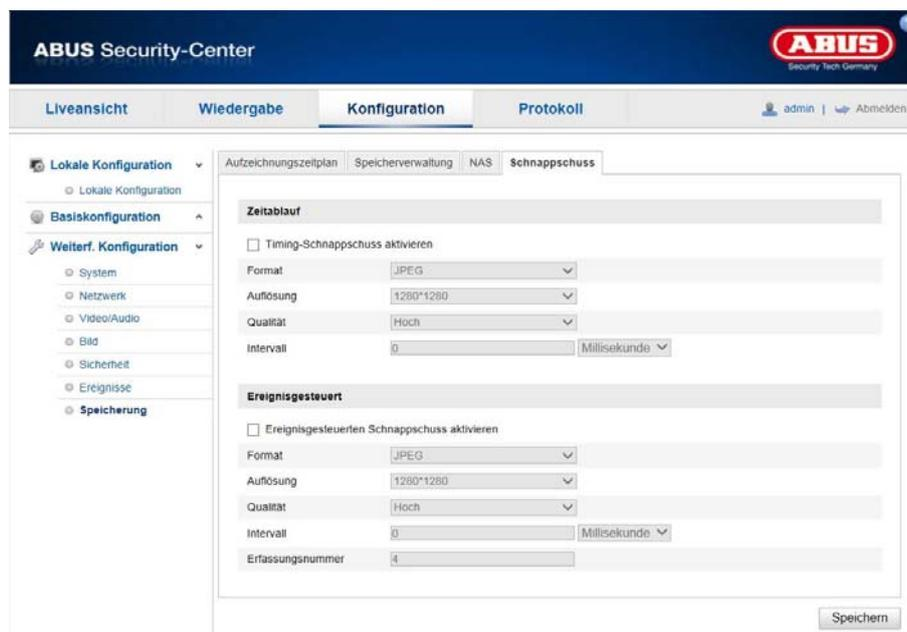 ABUS Security-Center
ABUS
Security Tech Germany
Liveansicht Wiedergabe Konfiguration Protokoll admin | Abmelden
Lokale Konfiguration
Lokale Konfiguration
Basiskonfiguration
Weiterf. Konfiguration
System
Netzwerk
Video/Audio
Bild
Sicherheit
Ereignisse
Speicherung
Aufzeichnungszeitplan Speicherverwaltung NAS Schnappschuss
Zeitablauf
Timing-Schnappschuss aktivieren
Format JPEG
Auflösung 1280*1280
Qualität Hoch
Intervall 0 Millisekunde
Ereignisgesteuert
Ereignisgesteuerten Schnappschuss aktivieren
Format JPEG
Auflösung 1280*1280
Qualität Hoch
Intervall 0 Millisekunde
Erfassungsnummer 4
Speichern